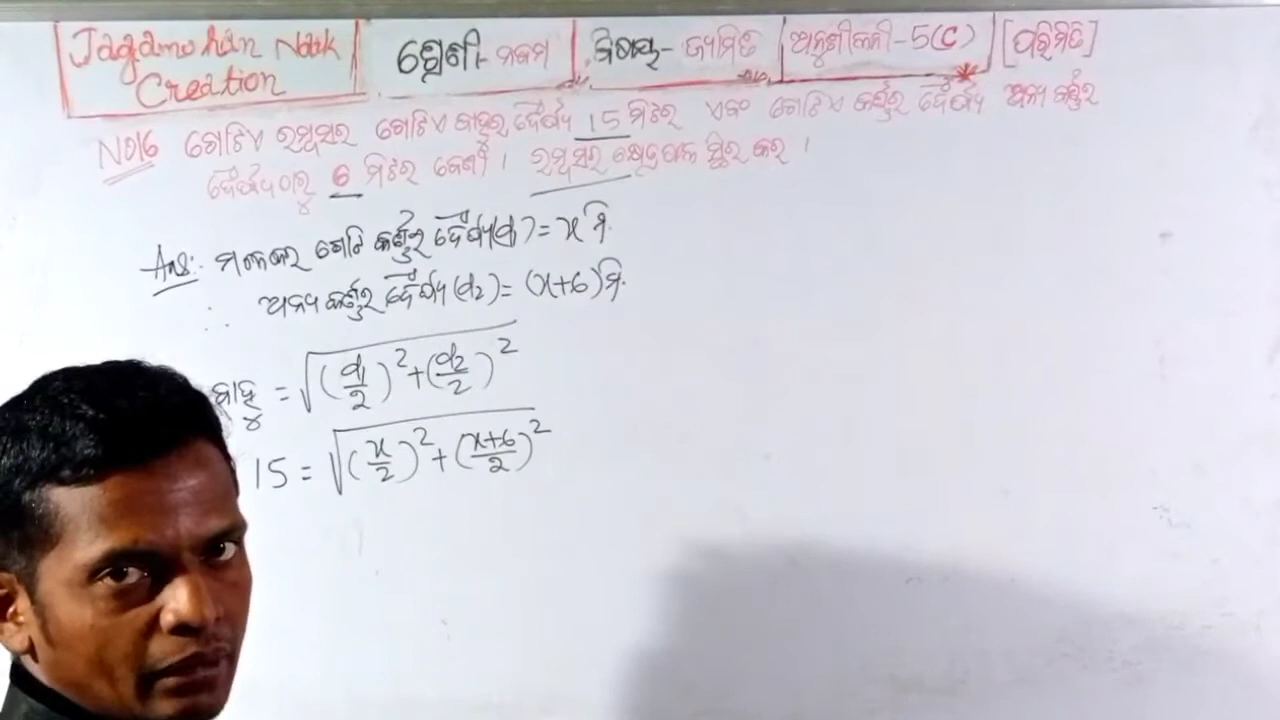 Jagamohan Naik Creation
ଶ୍ରେଣୀ- ନବମ
ବିଷୟ- ଜ୍ୟାମିତି
ଅନୁଶୀଳନୀ-5(C)
[ପରିମିତି]
NO16 ଗୋଟିଏ ରମ୍ବସର ଗୋଟିଏ ବାହୁର ଦୈର୍ଘ୍ୟ 15 ମିଟର ଏବଂ ଗୋଟିଏ କର୍ଣ୍ଣର ଦୈର୍ଘ୍ୟ ଅନ୍ୟ କର୍ଣ୍ଣର
ଦୈର୍ଘ୍ୟଠାରୁ 6 ମିଟର ବେଶୀ । ରମ୍ବସର କ୍ଷେତ୍ରଫଳ ସ୍ଥିର କର ।
Ans:- ମନେକର ଗୋଟି କର୍ଣ୍ଣର ଦୈର୍ଘ୍ୟ(d1) = x ମି.
∴ ଅନ୍ୟ କର୍ଣ୍ଣର ଦୈର୍ଘ୍ୟ (d2) = (x+6) ମି.
ବାହୁ = √(d1/2)² + (d2/2)²
15 = √(x/2)² + (x+6/2)²